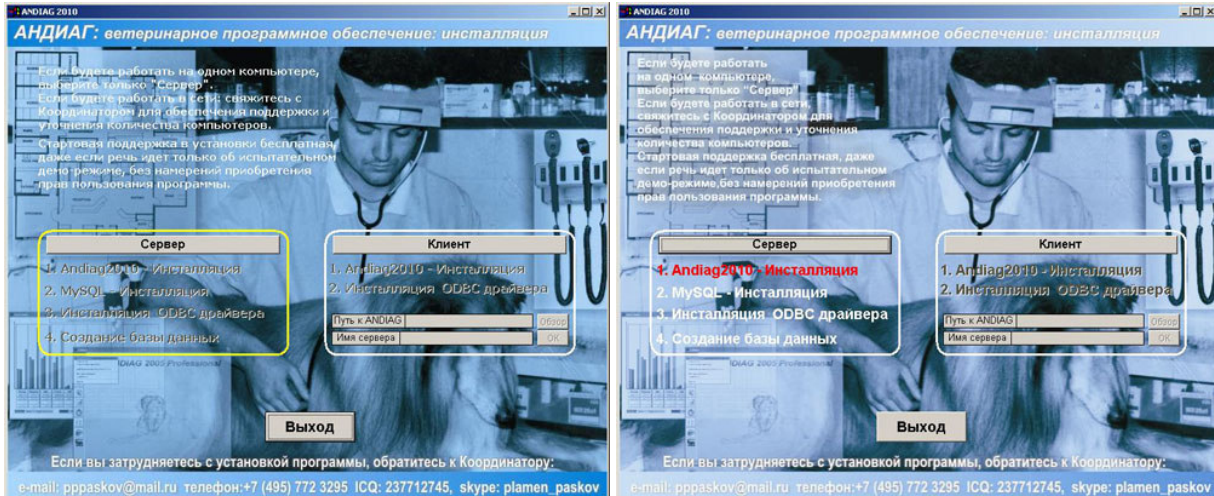 ANDIAG 2010
АНДИАГ: ветеринарное программное обеспечение: инсталляция
Если будете работать на одном компьютере,
выберите только "Сервер".
Если будете работать в сети: свяжитесь с
Координатором для обеспечения поддержки и
уточнения количества компьютеров.
Стартовая поддержка в установки бесплатная,
даже если речь идет только об испытательном
демо-режиме, без намерений приобретения
прав пользования программы.
Сервер
1. Andiag2010 - Инсталляция
2. MySQL - Инсталляция
3. Инсталляция ODBC драйвера
4. Создание базы данных
Клиент
1. Andiag2010 - Инсталляция
2. Инсталляция ODBC драйвера
Путь к ANDIAG
Обзор
Имя сервера
OK
ANDIAG 2005 Professional
Выход
Если вы затрудняетесь с установкой программы, обратитесь к Координатору:
e-mail: pppaskov@mail.ru телефон:+7 (495) 772 3295 ICQ: 237712745, skype: plamen_paskov
ANDIAG 2010
АНДИАГ: ветеринарное программное обеспечение: инсталляция
Если будете работать
на одном компьютере,
выберите только "Сервер"
Если будете работать в сети,
свяжитесь с Координатором для
обеспечения поддержки и уточнения
количества компьютеров.
Стартовая поддержка бесплатная, даже
если речь идет только об испытательном
демо-режиме,без намерений приобретения
прав пользования программы.
Сервер
1. Andiag2010 - Инсталляция
2. MySQL - Инсталляция
3. Инсталляция ODBC драйвера
4. Создание базы данных
Клиент
1. Andiag2010 - Инсталляция
2. Инсталляция ODBC драйвера
Путь к ANDIAG
Обзор
Имя сервера
OK
ANDIAG 2005 Professional
Выход
Если вы затрудняетесь с установкой программы, обратитесь к Координатору:
e-mail: pppaskov@mail.ru телефон:+7 (495) 772 3295 ICQ: 237712745, skype: plamen_paskov